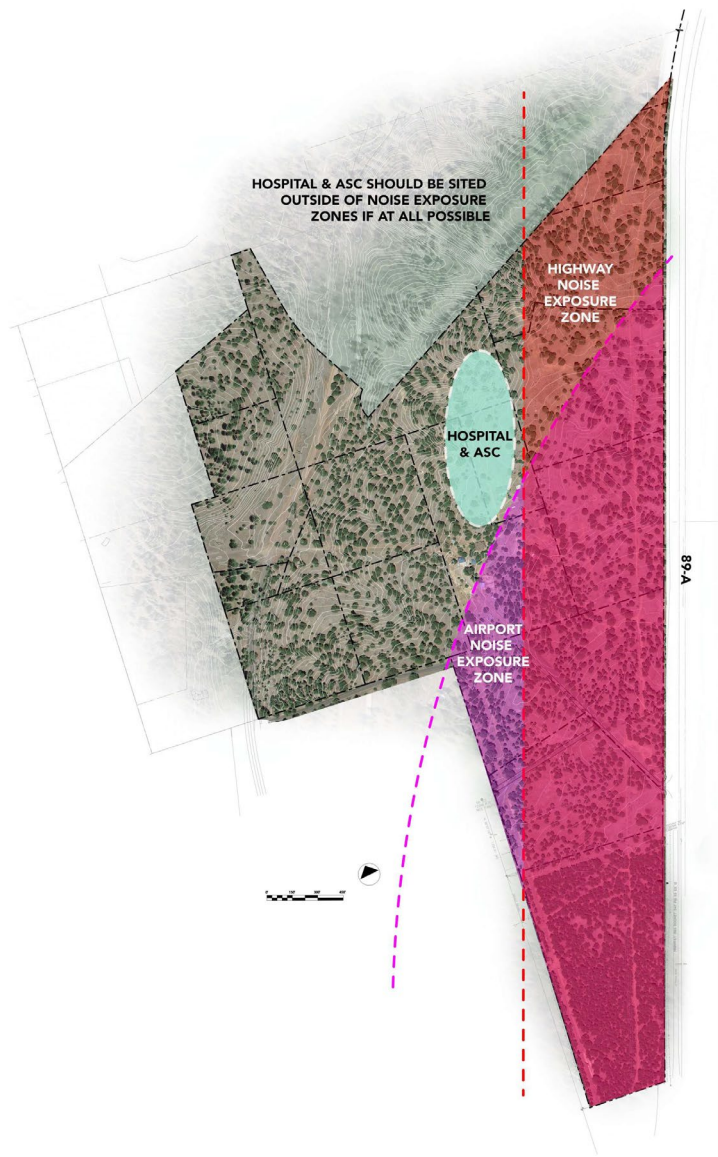 HOSPITAL & ASC SHOULD BE SITED
OUTSIDE OF NOISE EXPOSURE
ZONES IF AT ALL POSSIBLE
HIGHWAY
NOISE
EXPOSURE
ZONE
HOSPITAL
& ASC
89-A
AIRPORT
NOISE
EXPOSURE
ZONE